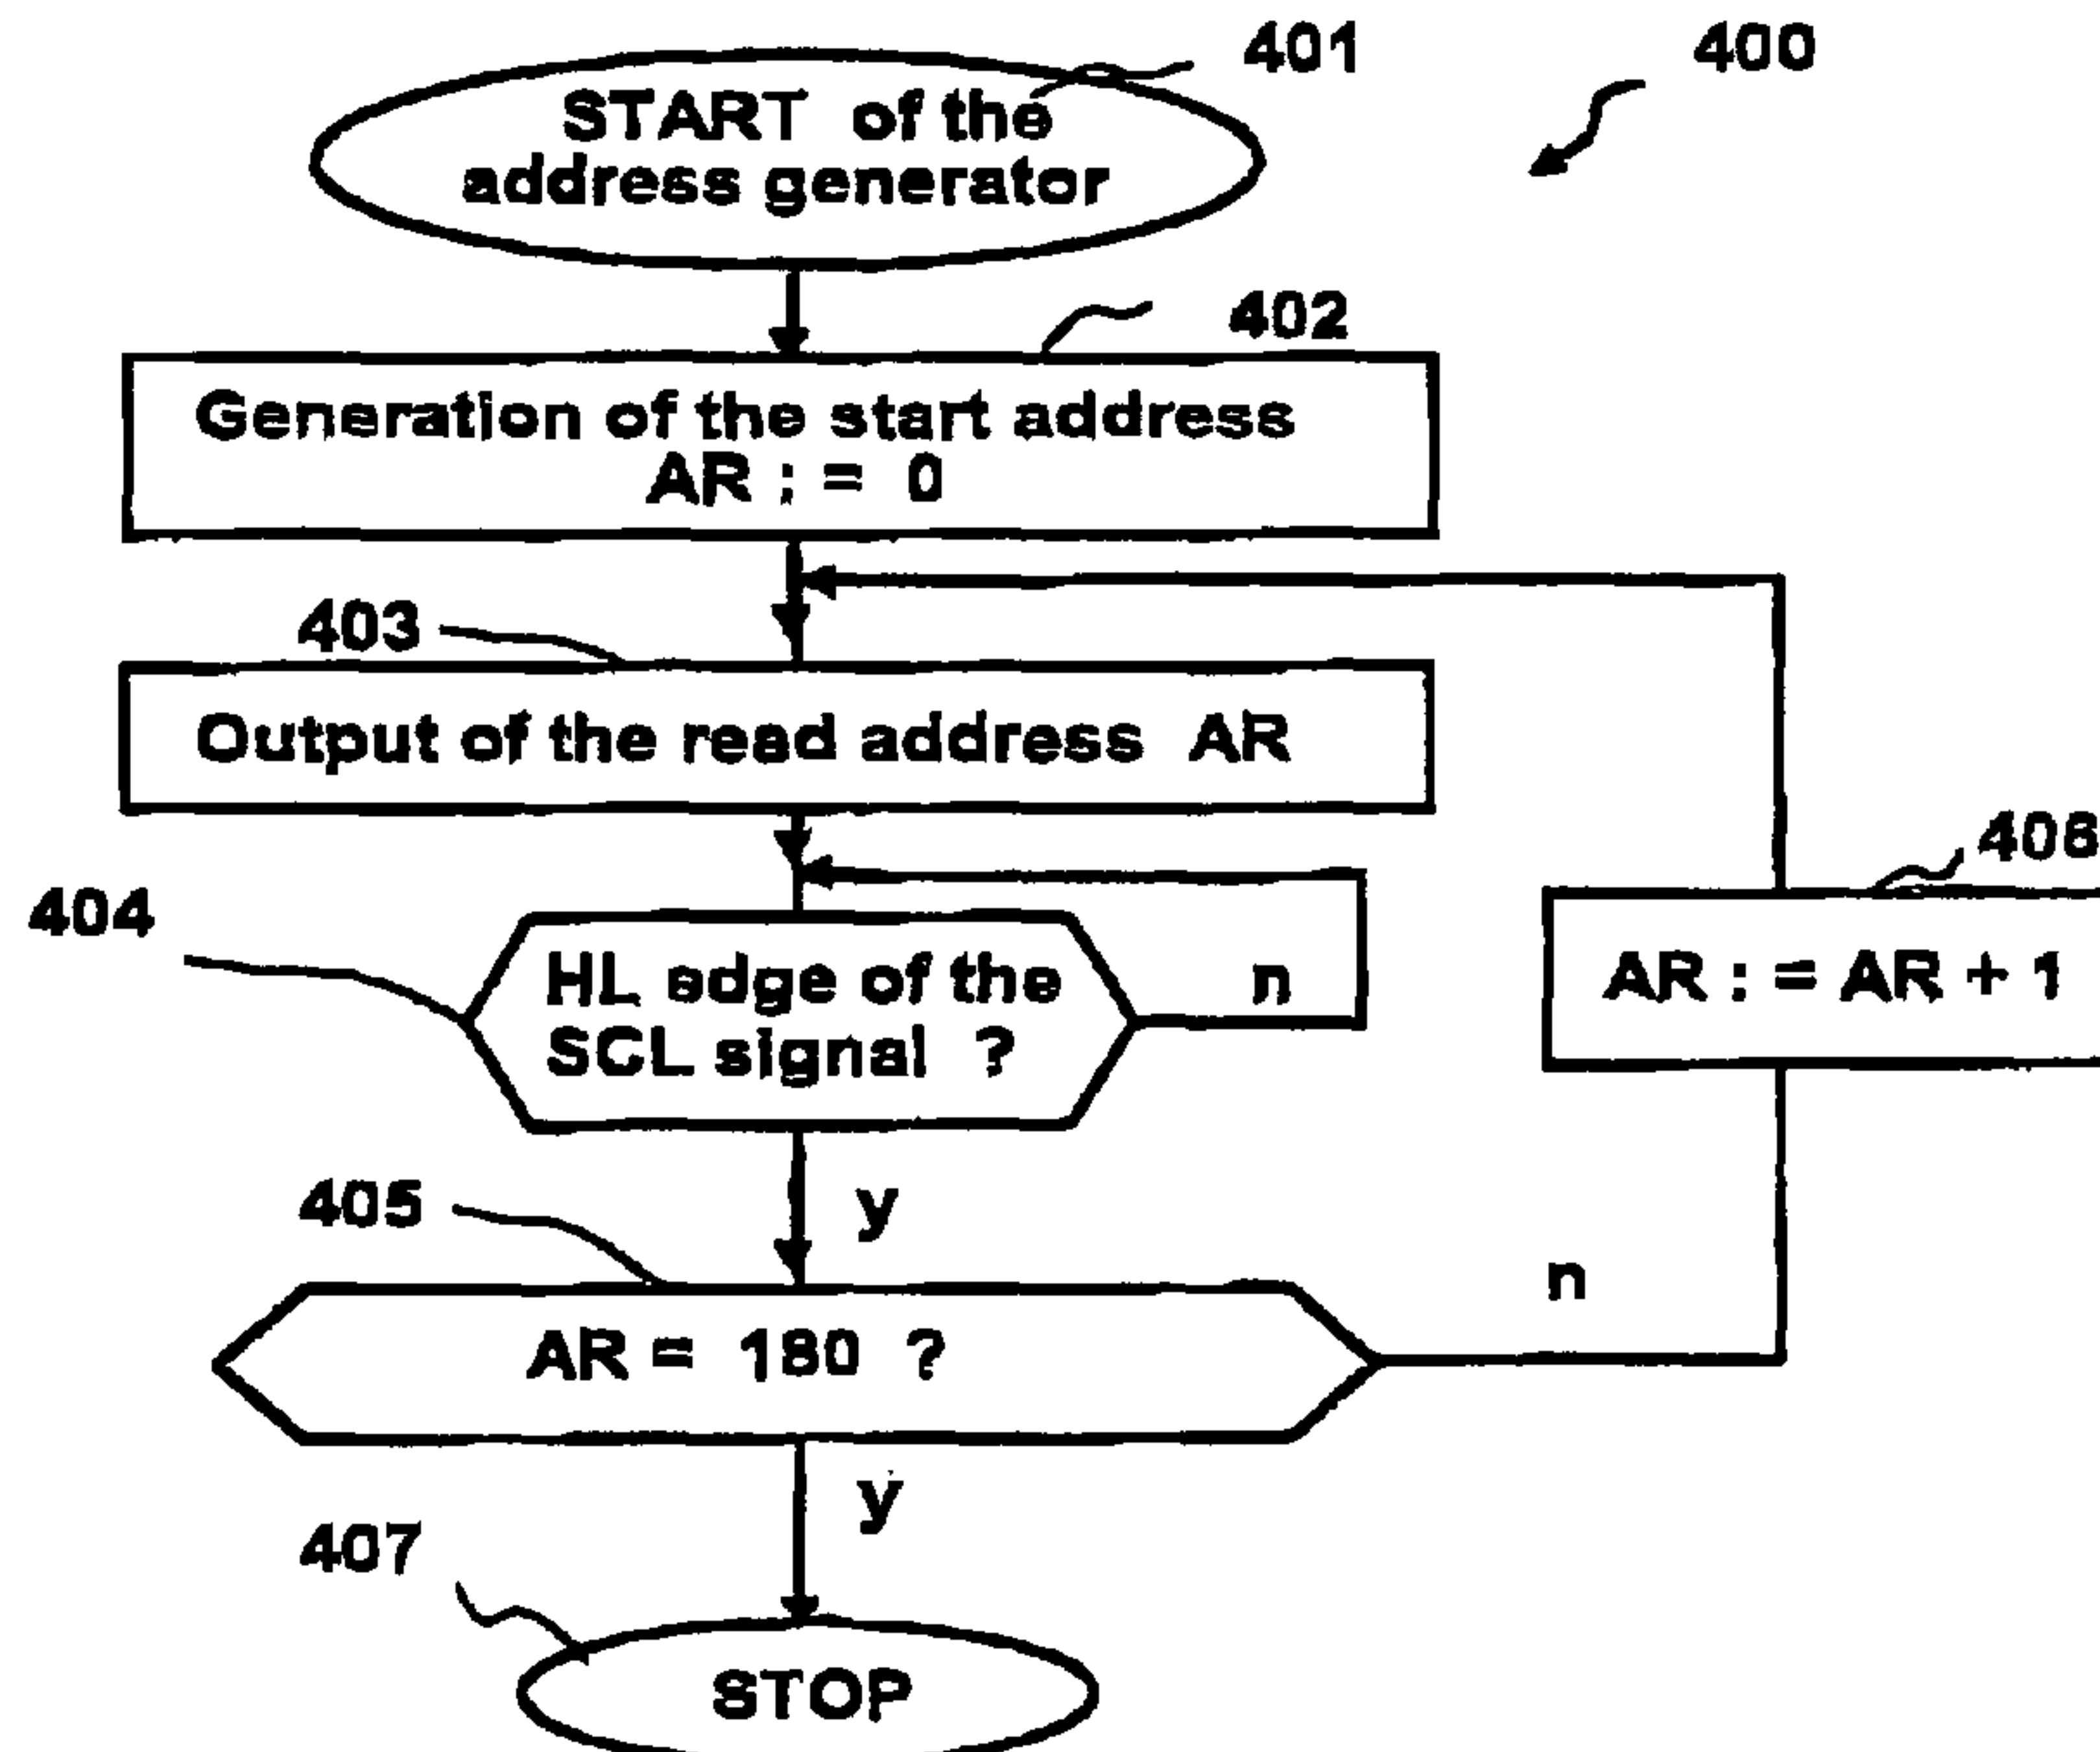 401
400
START of the
address generator
402
Generation of the start address
AR : = 0
403
Output of the read address AR
406
404
HL edge of the
SCL signal ?
n
AR : = AR + 1
y
405
n
AR = 180 ?
y
407
STOP